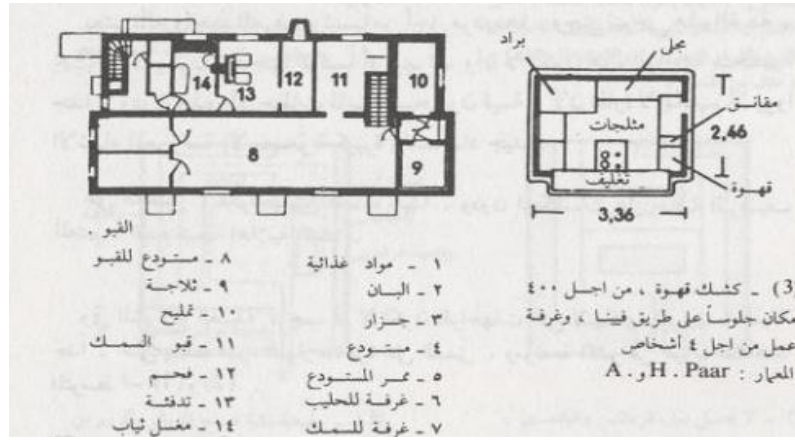 براد
مجلى
14
13
12
11
10
مثلجات
مقانق
2,46
8
9
تغليف
قهوة
3,36
القبو .
١ - مواد غذائية
٢ - البان
٣ - جزار
٤ - مستودع
٥ - ممر المستودع
٦ - غرفة للحليب
٧ - غرفة للسمك
٨ - مستودع للقبو
٩ - ثلاجة
١٠ - تمليح
١١ - قبو السمك
١٢ - فحم
١٣ - تدفئة
١٤ - مغسل ثياب
3) - كشك قهوة ، من اجل ٤٠٠
مكان جلوساً على طريق فيينا ، وغرفة
عمل من اجل ٤ أشخاص
المعمار : H . Paar و . A